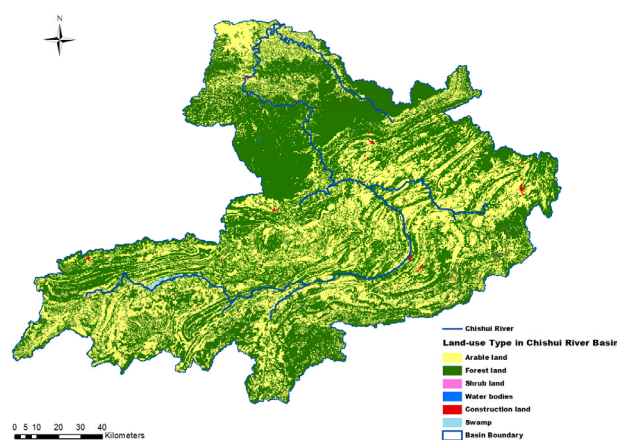 N
Chishui River
Land-use Type in Chishui River Basin
Arable land
Forest land
Shrub land
Water bodies
Construction land
Swamp
Basin Boundary
0 5 10 20 30 40
Kilometers